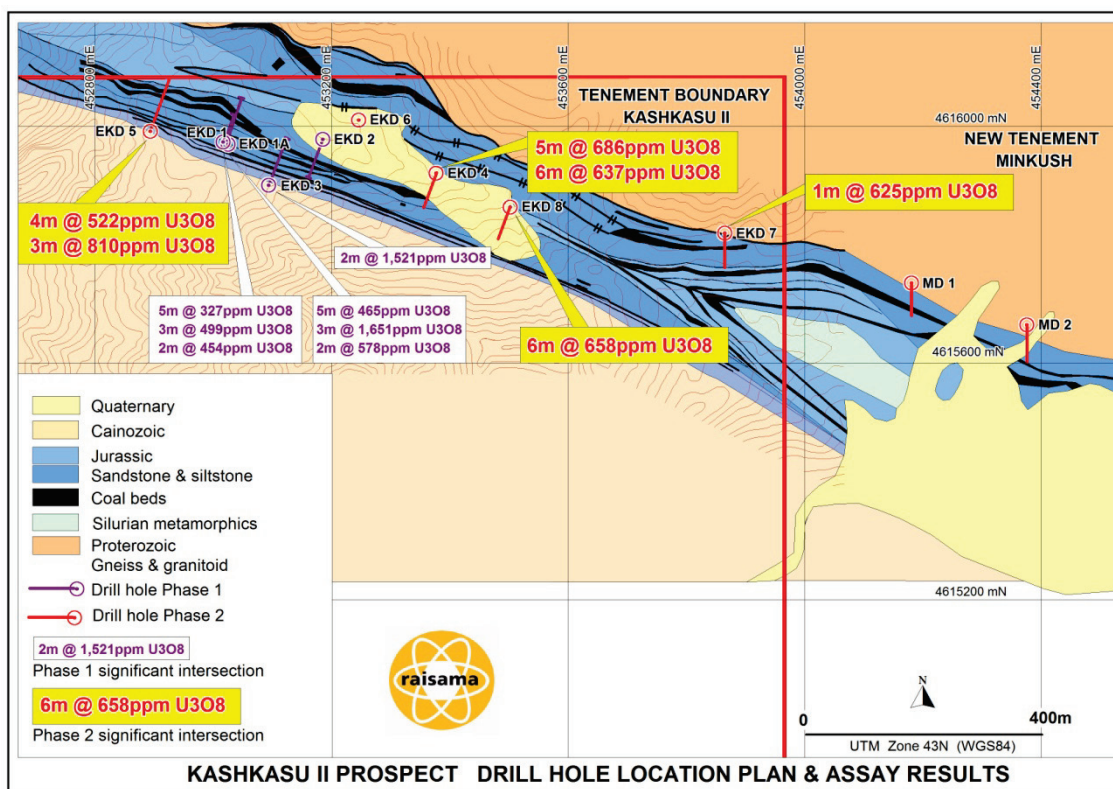 452800 mE
453200 mE
453600 mE
454000 mE
454400 mE
TENEMENT BOUNDARY
KASHKASU II
4616000 mN
NEW TENEMENT
MINKUSH
EKD 5
EKD 1
EKD 1A
EKD 2
EKD 6
EKD 3
EKD 4
EKD 8
EKD 7
MD 1
MD 2
5m @ 686ppm U3O8
6m @ 637ppm U3O8
1m @ 625ppm U3O8
4m @ 522ppm U3O8
3m @ 810ppm U3O8
2m @ 1,521ppm U3O8
5m @ 327ppm U3O8
3m @ 499ppm U3O8
2m @ 454ppm U3O8
5m @ 465ppm U3O8
3m @ 1,651ppm U3O8
2m @ 578ppm U3O8
6m @ 658ppm U3O8
4615600 mN
4615200 mN
Quaternary
Cainozoic
Jurassic
Sandstone & siltstone
Coal beds
Silurian metamorphics
Proterozoic
Gneiss & granitoid
Drill hole Phase 1
Drill hole Phase 2
2m @ 1,521ppm U3O8
Phase 1 significant intersection
6m @ 658ppm U3O8
Phase 2 significant intersection
raisama
N
0
400m
UTM Zone 43N (WGS84)
KASHKASU II PROSPECT DRILL HOLE LOCATION PLAN & ASSAY RESULTS